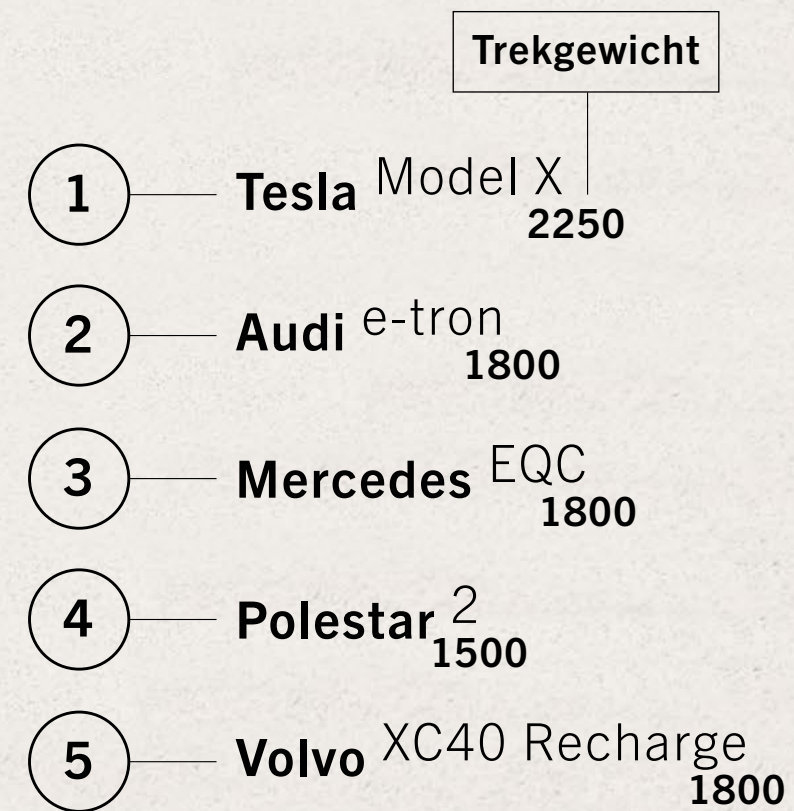 Trekgewicht
1 Tesla Model X
2250
2 Audi e-tron
1800
3 Mercedes EQC
1800
4 Polestar 2
1500
5 Volvo XC40 Recharge
1800